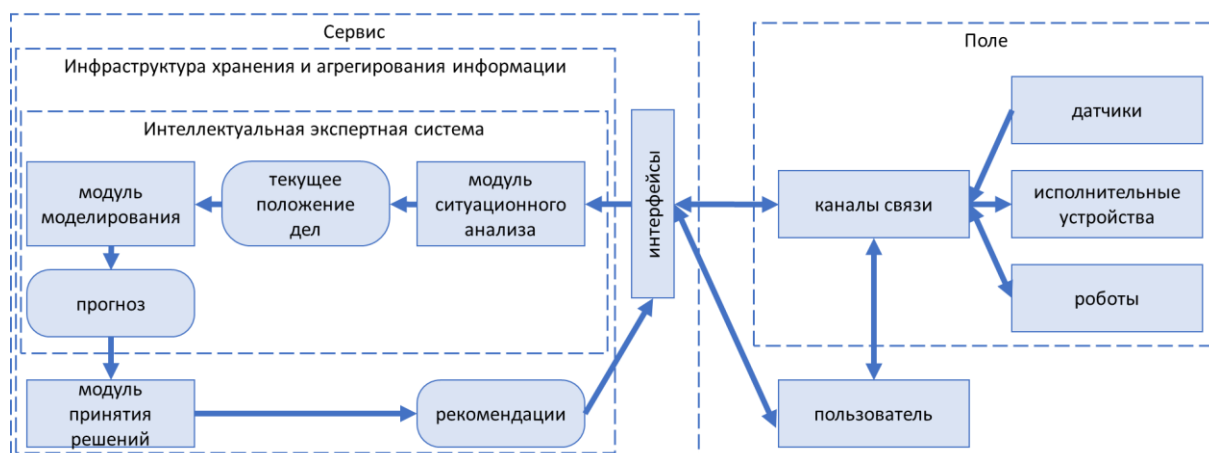 Сервис
Инфраструктура хранения и агрегирования информации
Интеллектуальная экспертная система
модуль
моделирования
текущее
положение
дел
модуль
ситуационного
анализа
прогноз
модуль
принятия
решений
рекомендации
интерфейсы
Поле
каналы связи
датчики
исполнительные
устройства
роботы
пользователь